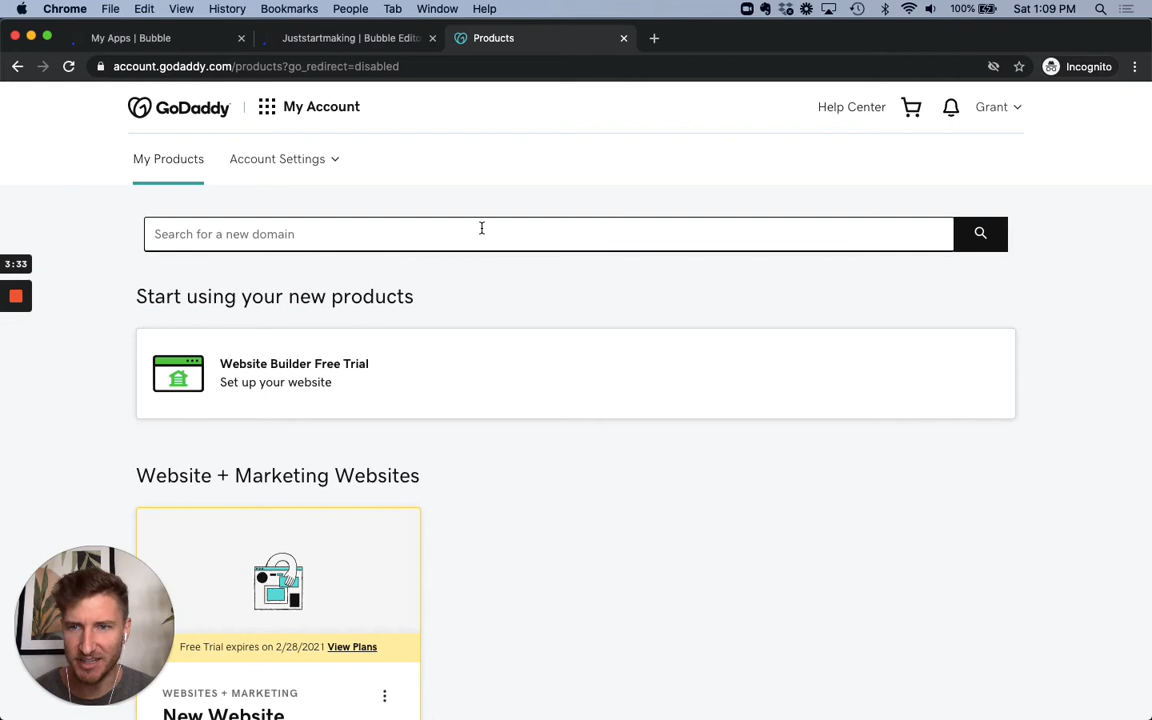 Chrome File Edit View History Bookmarks People Tab Window Help 100% Sat 1:09 PM
My Apps | Bubble Juststartmaking | Bubble Edito Products
account.godaddy.com/products?go_redirect=disabled Incognito
GoDaddy My Account Help Center Grant
My Products Account Settings
Search for a new domain
3:33
Start using your new products
Website Builder Free Trial
Set up your website
Website + Marketing Websites
Free Trial expires on 2/28/2021 View Plans
WEBSITES + MARKETING
New Website